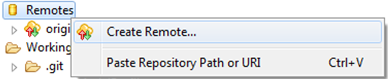 Remotes
origi
Create Remote...
Working
.git
Paste Repository Path or URI Ctrl+V